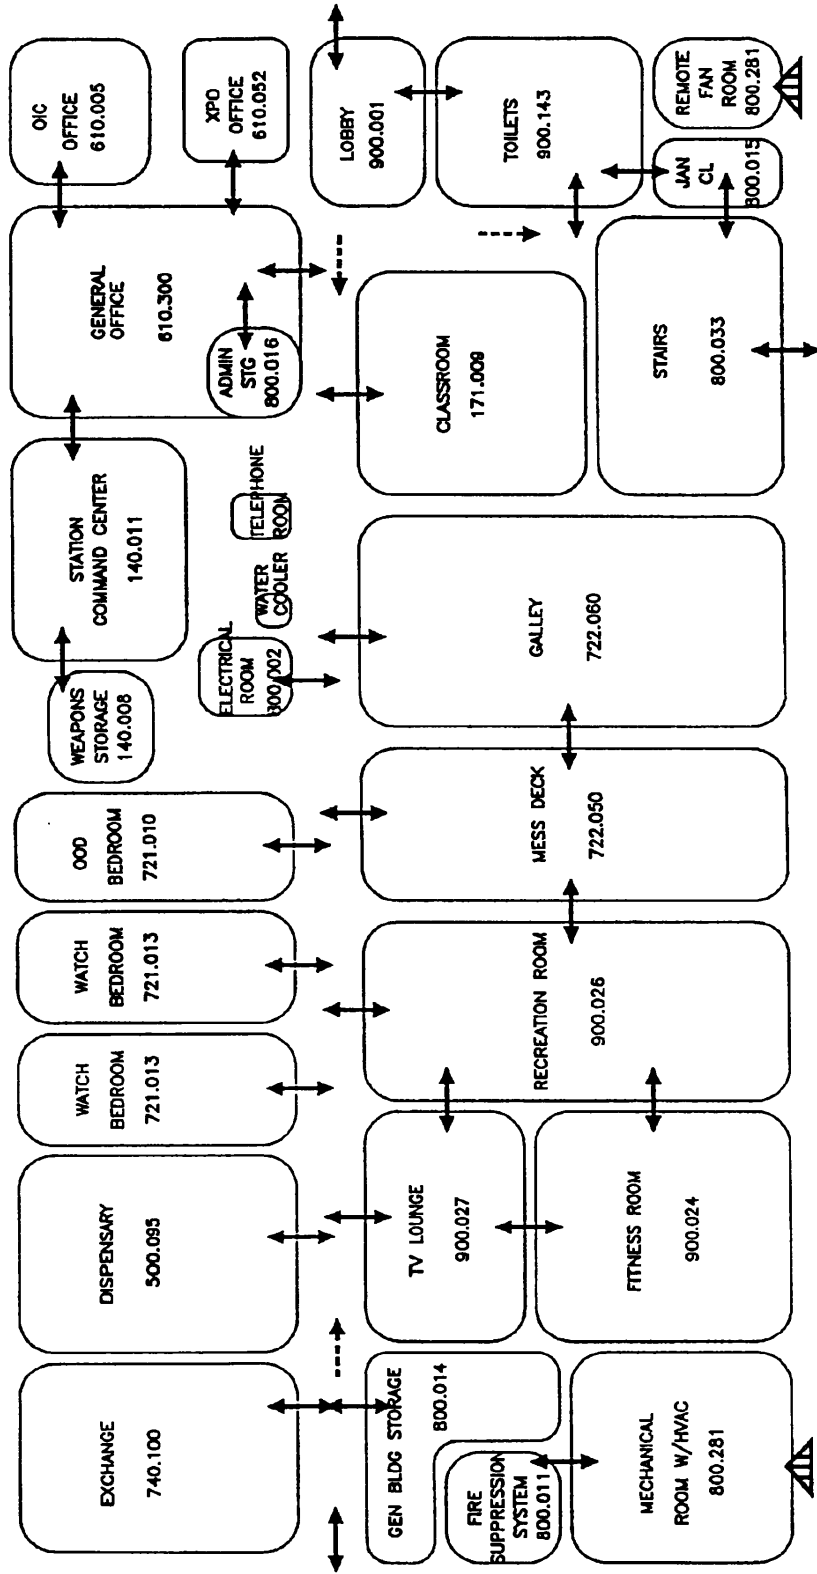 EXCHANGE
740.100
DISPENSARY
500.095
WATCH
BEDROOM
721.013
WATCH
BEDROOM
721.013
OOD
BEDROOM
721.010
WEAPONS
STORAGE
140.008
STATION
COMMAND CENTER
140.011
GENERAL
OFFICE
610.300
OIC
OFFICE
610.005
XPO
OFFICE
610.052
ELECTRICAL
ROOM
800.002
WATER
COOLER
TELEPHONE
ROOM
ADMIN
STG
800.016
LOBBY
900.001
GEN BLDG STORAGE
800.014
FIRE
SUPPRESSION
SYSTEM
800.011
MECHANICAL
ROOM W/HVAC
800.281
TV LOUNGE
900.027
FITNESS ROOM
900.024
RECREATION ROOM
900.026
MESS DECK
722.050
GALLEY
722.060
CLASSROOM
171.009
STAIRS
800.033
TOILETS
900.143
JAN
CL
800.015
REMOTE
FAN
ROOM
800.281